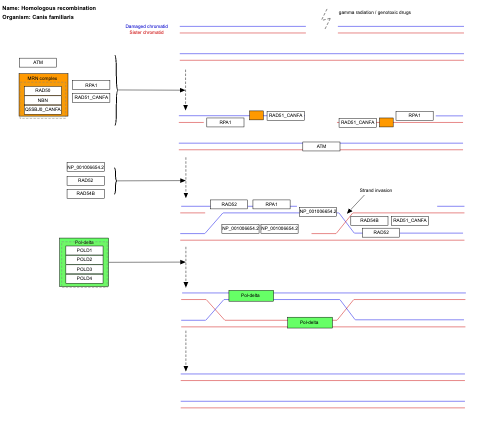 Name: Homologous recombination
Organism: Canis familiaris
gamma radiation / genotoxic drugs
Damaged chromatid
Sister chromatid
ATM
MRN complex
RAD50
NBN
Q5SBJ0_CANFA
RPA1
RAD51_CANFA
RAD51_CANFA
RPA1
RAD51_CANFA
RPA1
ATM
NP_001006654.2
RAD52
RAD54B
Strand invasion
RAD52
RPA1
NP_001006654.2
RAD54B
RAD51_CANFA
NP_001006654.2
NP_001006654.2
RAD52
Pol-delta
POLD1
POLD2
POLD3
POLD4
Pol-delta
Pol-delta